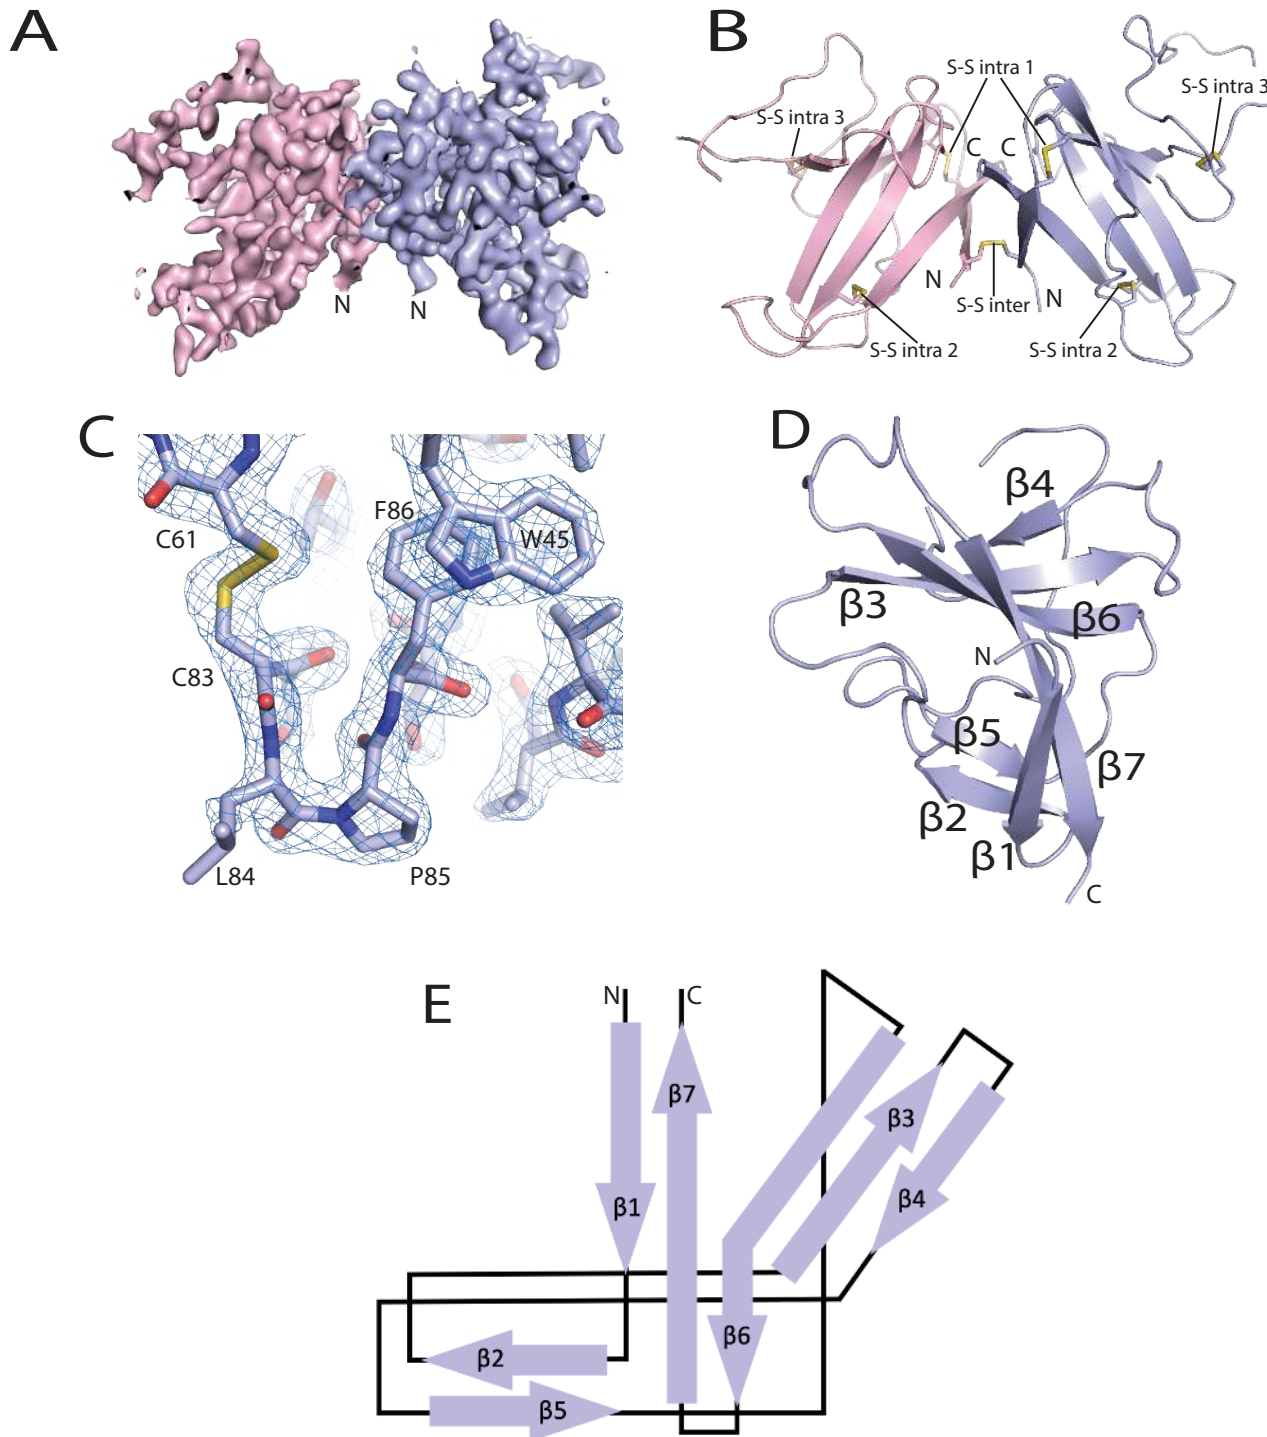 A
N
N
B
S-S intra 1
S-S intra 3
S-S intra 3
C
C
N
S-S inter
N
S-S intra 2
S-S intra 2
C
C61
F86
W45
C83
L84
P85
D
β4
β3
β6
N
β5
β7
β2
β1
C
E
N
C
β7
β3
β1
β4
β6
β2
β5